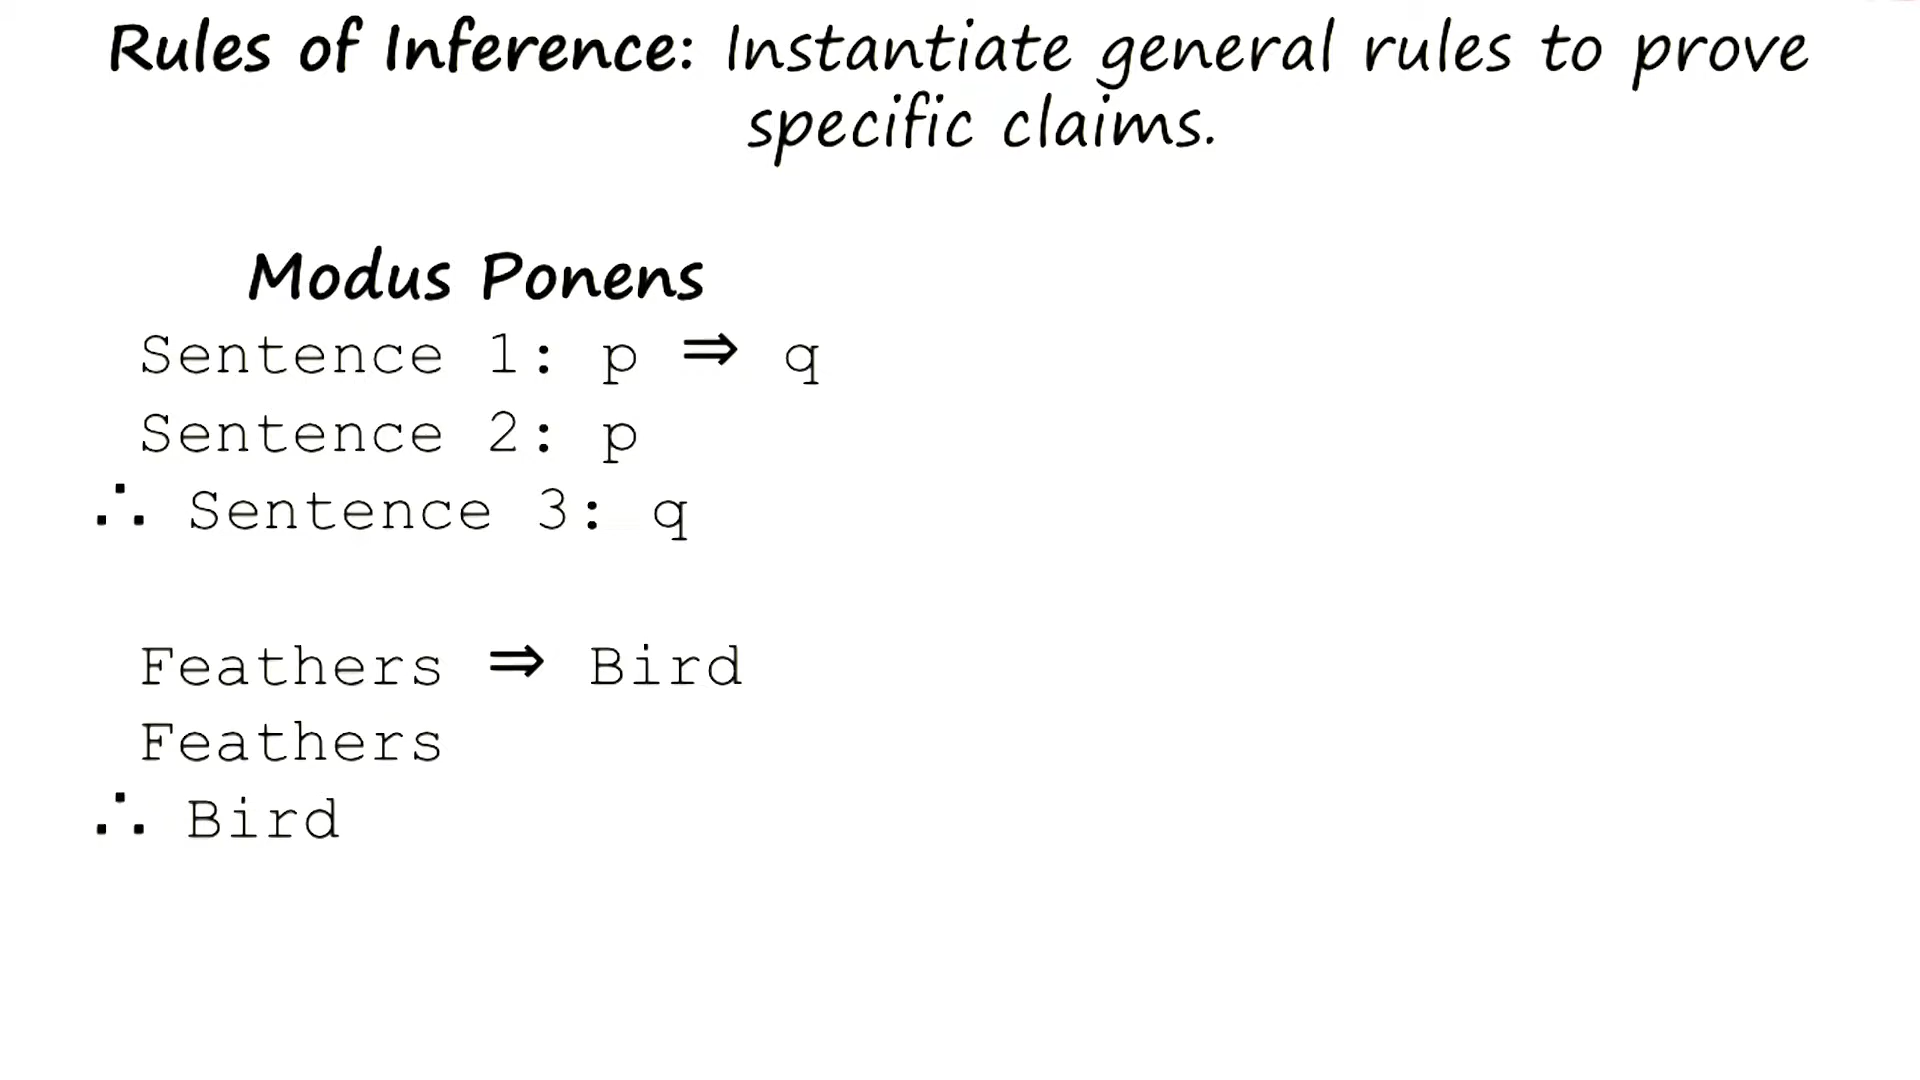 Rules of Inference: Instantiate general rules to prove
specific claims.
Modus Ponens
Sentence 1: p ⇒ q
Sentence 2: p
∴ Sentence 3: q
Feathers ⇒ Bird
Feathers
∴ Bird